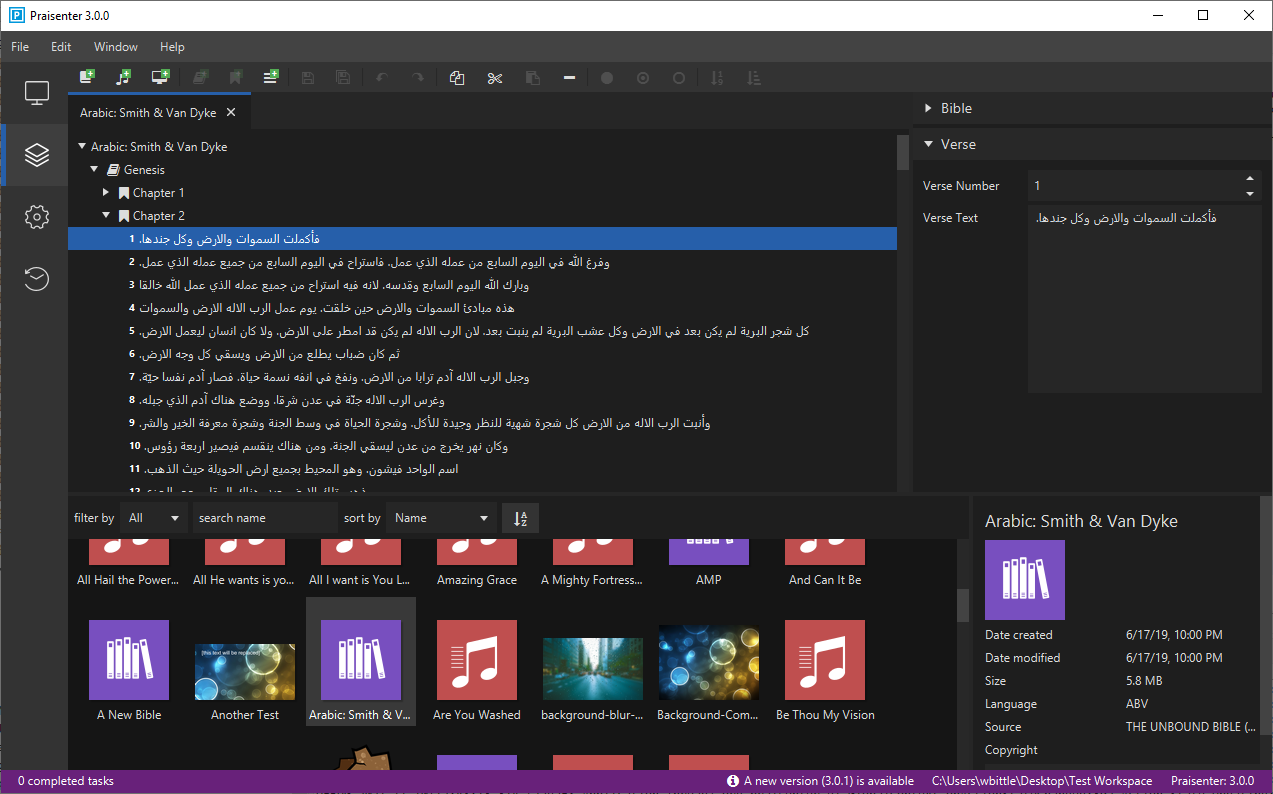 Praisenter 3.0.0
File Edit Window Help
Arabic: Smith & Van Dyke
Arabic: Smith & Van Dyke
Genesis
Chapter 1
Chapter 2
1 فأكملت السموات والارض وكل جندها.
2 وفرغ الله في اليوم السابع من عمله الذي عمل. فاستراح في اليوم السابع من جميع عمله الذي عمل.
3 وبارك الله اليوم السابع وقدسه. لانه فيه استراح من جميع عمله الذي عمل الله خالقا
4 هذه مبادئ السموات والارض حين خلقت. يوم عمل الرب الاله الارض والسموات
5 كل شجر البرية لم يكن بعد في الارض وكل عشب البرية لم ينبت بعد. لان الرب الاله لم يكن قد امطر على الارض. ولا كان انسان ليعمل الارض.
6 ثم كان ضباب يطلع من الارض ويسقي كل وجه الارض.
7 وجبل الرب الاله آدم ترابا من الارض. ونفخ في انفه نسمة حياة. فصار آدم نفسا حيّة.
8 وغرس الرب الاله جنّة في عدن شرقا. ووضع هناك آدم الذي جبله.
9 وأنبت الرب الاله من الارض كل شجرة شهية للنظر وجيدة للأكل. وشجرة الحياة في وسط الجنة وشجرة معرفة الخير والشر.
10 وكان نهر يخرج من عدن ليسقي الجنة. ومن هناك ينقسم فيصير اربعة رؤوس.
11 اسم الواحد فيشون. وهو المحيط بجميع ارض الحويلة حيث الذهب.
Bible
Verse
Verse Number 1
Verse Text فأكملت السموات والارض وكل جندها.
filter by All search name sort by Name
All Hail the Power... All He wants is yo... All I want is You L... Amazing Grace A Mighty Fortress... AMP And Can It Be
[this text will be replaced]
A New Bible Another Test Arabic: Smith & V... Are You Washed background-blur-... Background-Com... Be Thou My Vision
Arabic: Smith & Van Dyke
Date created 6/17/19, 10:00 PM
Date modified 6/17/19, 10:00 PM
Size 5.8 MB
Language ABV
Source THE UNBOUND BIBLE (...
Copyright
0 completed tasks A new version (3.0.1) is available C:\Users\wbittle\Desktop\Test Workspace Praisenter: 3.0.0